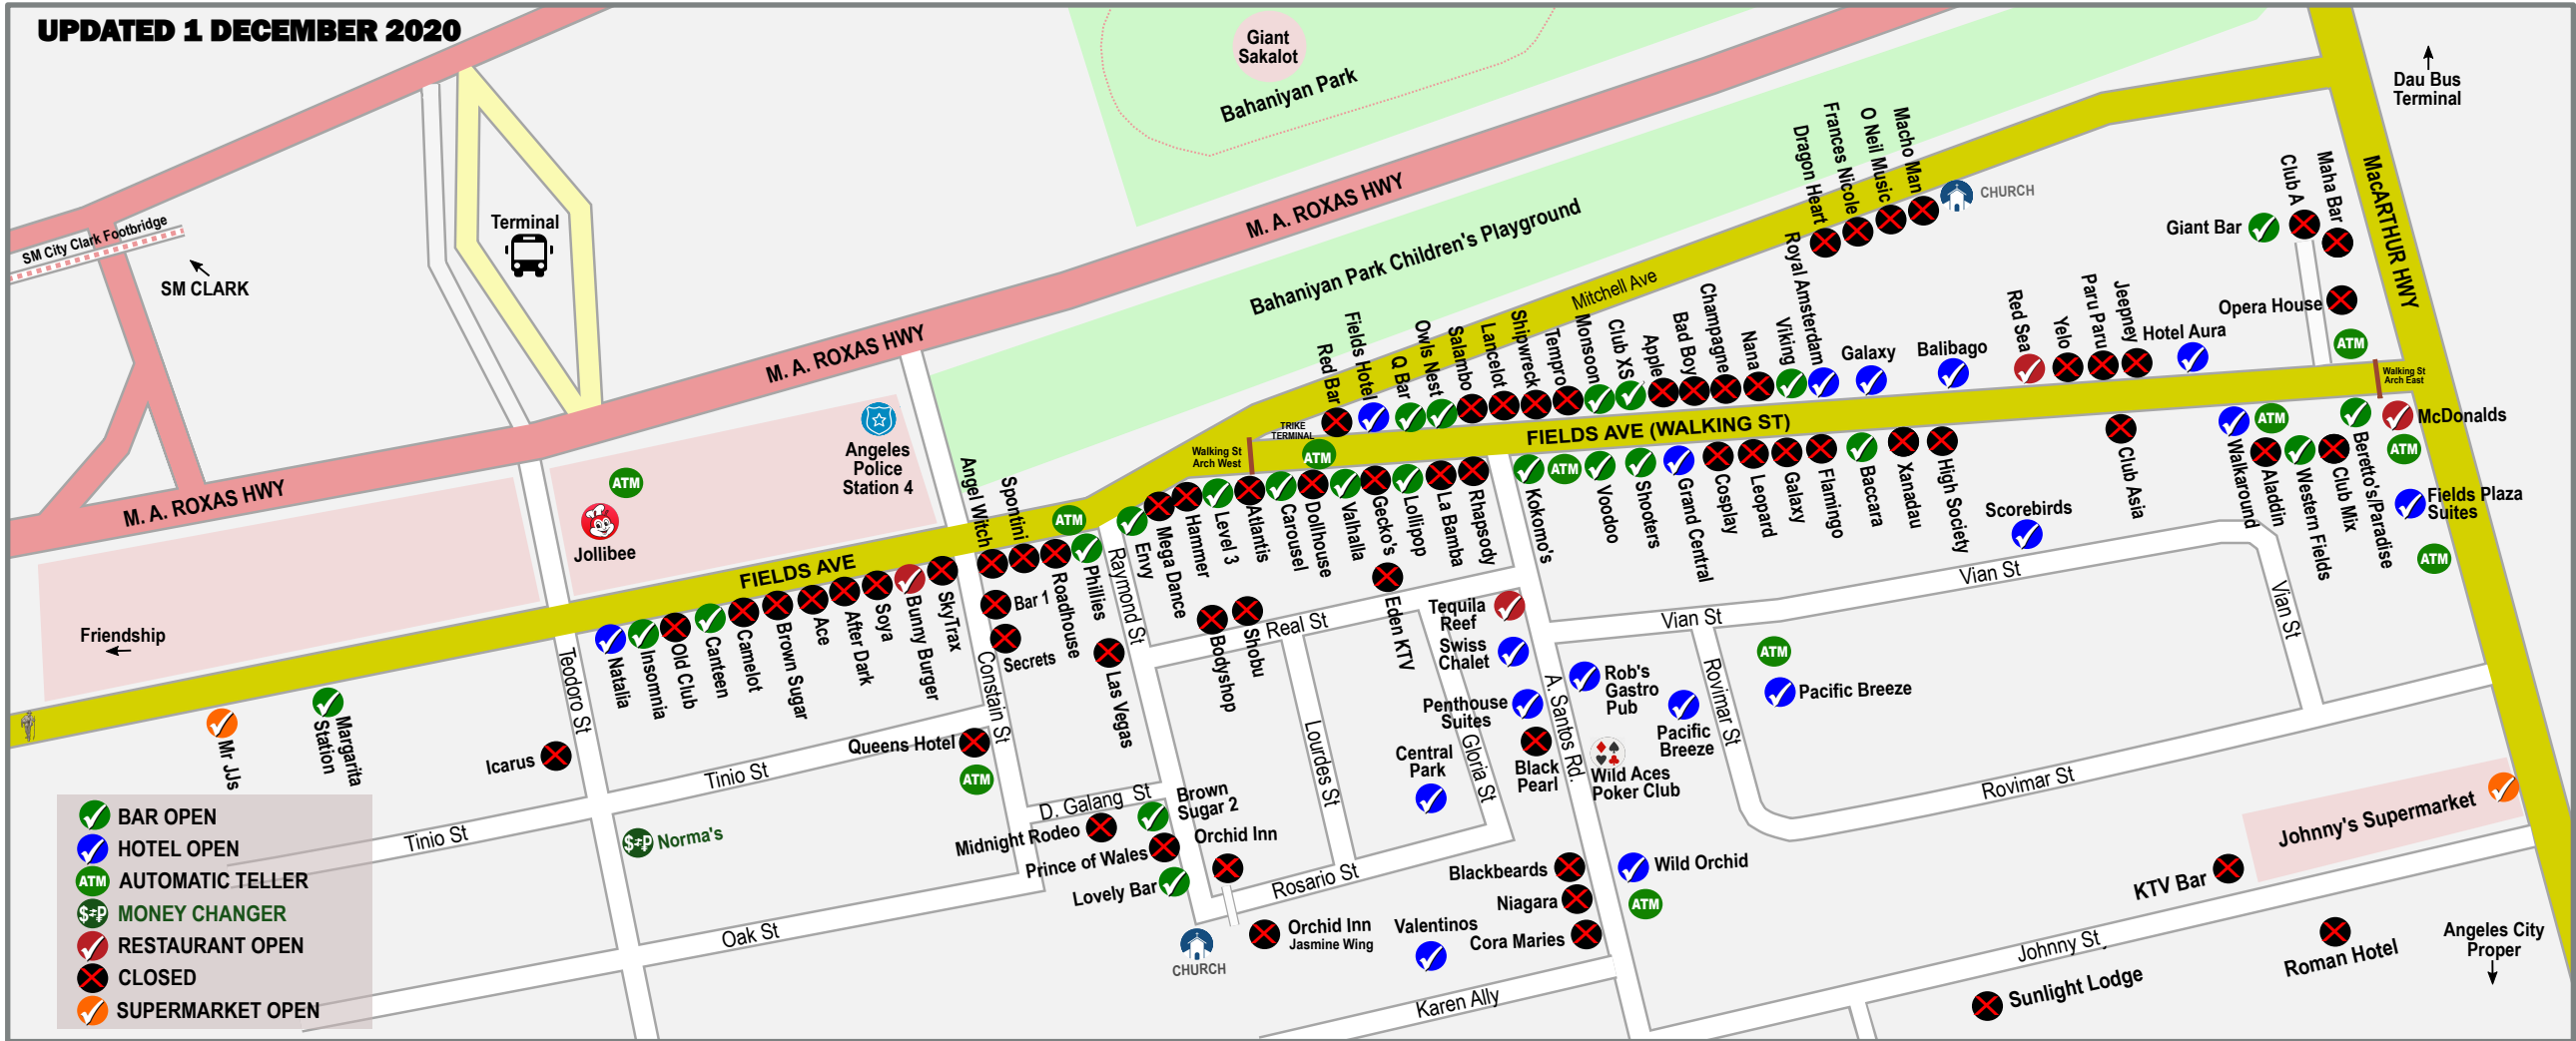 UPDATED 1 DECEMBER 2020
Giant
Sakalot
Bahaniyan Park
Dau Bus
Terminal
SM City Clark Footbridge
SM CLARK
Terminal
M. A. ROXAS HWY
M. A. ROXAS HWY
M. A. ROXAS HWY
Bahaniyan Park Children's Playground
Mitchell Ave
MacARTHUR HWY
Dragon Heart
Frances Nicole
O Neil Music
Macho Man
CHURCH
Giant Bar
Club A
Maha Bar
Opera House
ATM
Walking St
Arch East
Red Bar
Fields Hotel
Q Bar
Owls Nest
Salambo
Lancelot
Shipwreck
Tempro
Monsoon
Club XS
Apple
Bad Boy
Champagne
Nana
Viking
Royal Amsterdam
Galaxy
Balibago
Red Sea
Yelo
Paru Paru
Jeepney
Hotel Aura
TRIKE
TERMINAL
ATM
Walking St
Arch West
FIELDS AVE (WALKING ST)
FIELDS AVE
Angeles
Police
Station 4
ATM
Jollibee
Friendship
Mr JJs
Margarita
Station
Icarus
Natalia
Insomnia
Old Club
Canteen
Camelot
Brown Sugar
Ace
After Dark
Soya
Bunny Burger
SkyTrax
Angel Witch
Spontini
Roadhouse
ATM
Phillies
Bar 1
Secrets
Envy
Mega Dance
Hammer
Level 3
Atlantis
Carousel
Dollhouse
Valhalla
Gecko's
Lollipop
La Bamba
Rhapsody
Kokomo's
ATM
Voodoo
Shooters
Grand Central
Cosplay
Leopard
Galaxy
Flamingo
Baccara
Xanadau
High Society
Club Asia
Walkaround
ATM
Aladdin
Western Fields
Club Mix
Beretto's/Paradise
McDonalds
ATM
Fields Plaza
Suites
ATM
Scorebirds
Teodoro St
Constain St
Raymond St
Real St
Vian St
Vian St
Vian St
Las Vegas
Bodyshop
Shobu
Eden KTV
Tequila
Reef
Swiss
Chalet
Penthouse
Suites
Central
Park
Black
Pearl
Lourdes St
Gloria St
A. Santos Rd.
Rob's
Gastro
Pub
Pacific
Breeze
Wild Aces
Poker Club
Rovimar St
ATM
Pacific Breeze
Rovimar St
Queens Hotel
ATM
Tinio St
Tinio St
Norma's
D. Galang St
Brown
Sugar 2
Midnight Rodeo
Prince of Wales
Lovely Bar
Orchid Inn
Rosario St
Orchid Inn
Jasmine Wing
CHURCH
Oak St
Blackbeards
Niagara
Cora Maries
Valentinos
Wild Orchid
ATM
Karen Ally
Johnny's Supermarket
KTV Bar
Johnny St
Sunlight Lodge
Roman Hotel
Angeles City
Proper
BAR OPEN
HOTEL OPEN
ATM AUTOMATIC TELLER
$=₽ MONEY CHANGER
RESTAURANT OPEN
CLOSED
SUPERMARKET OPEN